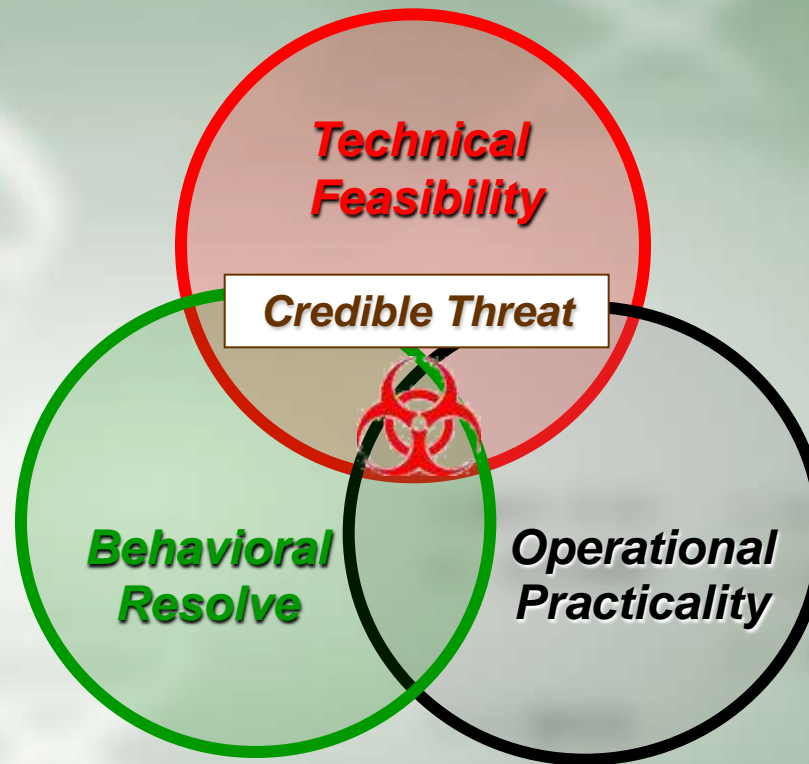 Technical
Feasibility
Credible Threat
Behavioral
Resolve
Operational
Practicality